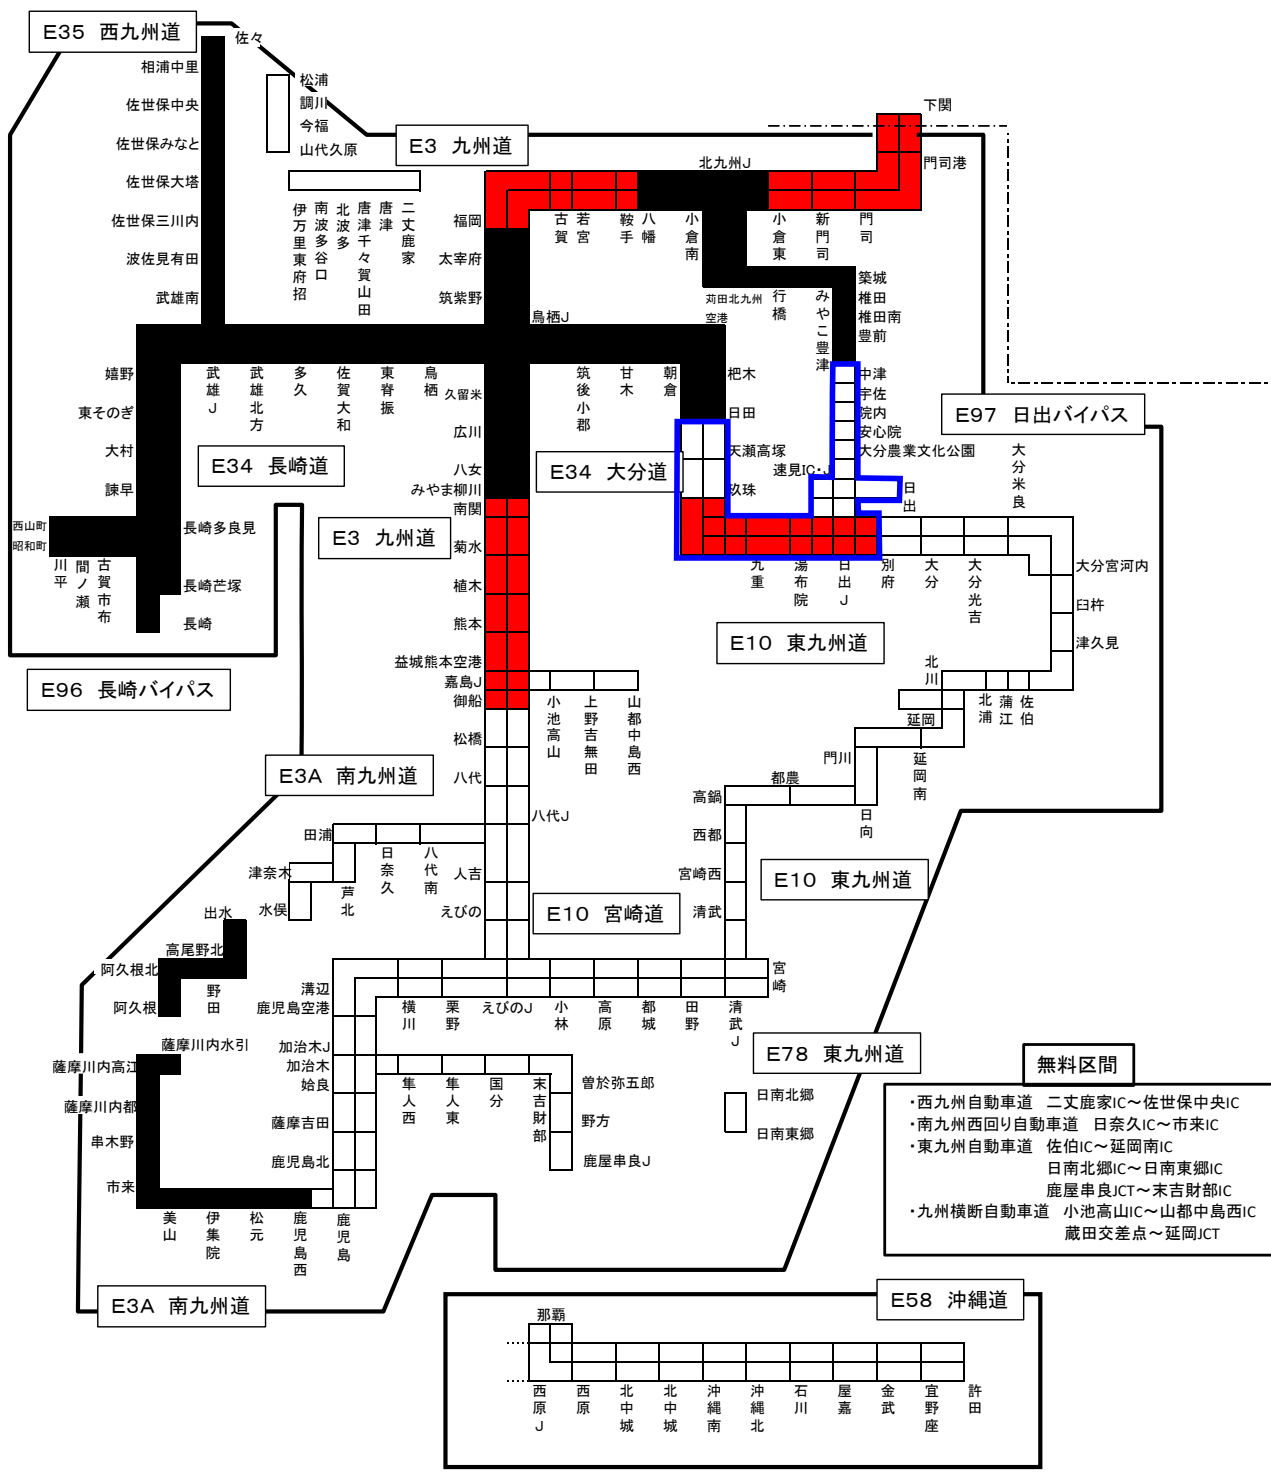 E35 西九州道
佐々
相浦中里
佐世保中央
佐世保みなと
佐世保大塔
佐世保三川内
波佐見有田
武雄南
松浦
調川
今福
山代久原
伊万里東府招
南波多谷口
北波多
唐津千々賀山田
唐津
二丈鹿家
E3 九州道
下関
門司港
北九州J
福岡
古賀
若宮
鞍手
八幡
小倉南
小倉東
新門司
門司
太宰府
筑紫野
鳥栖J
苅田北九州
空港
行橋
みやこ豊津
築城
椎田
椎田南
豊前
嬉野
東そのぎ
大村
諫早
武雄J
武雄北方
多久
佐賀大和
東脊振
鳥栖
久留米
筑後小郡
甘木
朝倉
杷木
日田
中津
宇佐
院内
安心院
大分農業文化公園
E97 日出バイパス
E34 長崎道
広川
八女
みやま柳川
E34 大分道
天瀬高塚
玖珠
速見IC・J
日出
大分米良
西山町
昭和町
長崎多良見
川平
間ノ瀬
古賀市布
長崎芒塚
長崎
E3 九州道
南関
菊水
植木
熊本
益城熊本空港
嘉島J
御船
九重
湯布院
日出J
別府
大分
大分光吉
大分宮河内
臼杵
津久見
E10 東九州道
E96 長崎バイパス
小池高山
上野吉無田
山都中島西
北川
北浦
蒲江
佐伯
延岡
延岡南
門川
日向
都農
高鍋
松橋
八代
E3A 南九州道
八代J
田浦
津奈木
水俣
芦北
日奈久
八代南
人吉
えびの
西都
宮崎西
清武
E10 東九州道
E10 宮崎道
出水
高尾野北
阿久根北
阿久根
野田
溝辺
鹿児島空港
横川
栗野
えびのJ
小林
高原
都城
田野
清武J
宮崎
E78 東九州道
薩摩川内水引
薩摩川内高江
薩摩川内都
串木野
市来
加治木J
加治木
姶良
薩摩吉田
鹿児島北
隼人西
隼人東
国分
末吉財部
曽於弥五郎
野方
鹿屋串良J
日南北郷
日南東郷
美山
伊集院
松元
鹿児島西
鹿児島
E3A 南九州道
無料区間
・西九州自動車道 二丈鹿家IC～佐世保中央IC
・南九州西回り自動車道 日奈久IC～市来IC
・東九州自動車道 佐伯IC～延岡南IC
日南北郷IC～日南東郷IC
鹿屋串良JCT～末吉財部IC
・九州横断自動車道 小池高山IC～山都中島西IC
蔵田交差点～延岡JCT
E58 沖縄道
那覇
西原J
西原
北中城
北中城
沖縄南
沖縄北
石川
屋嘉
金武
宜野座
許田